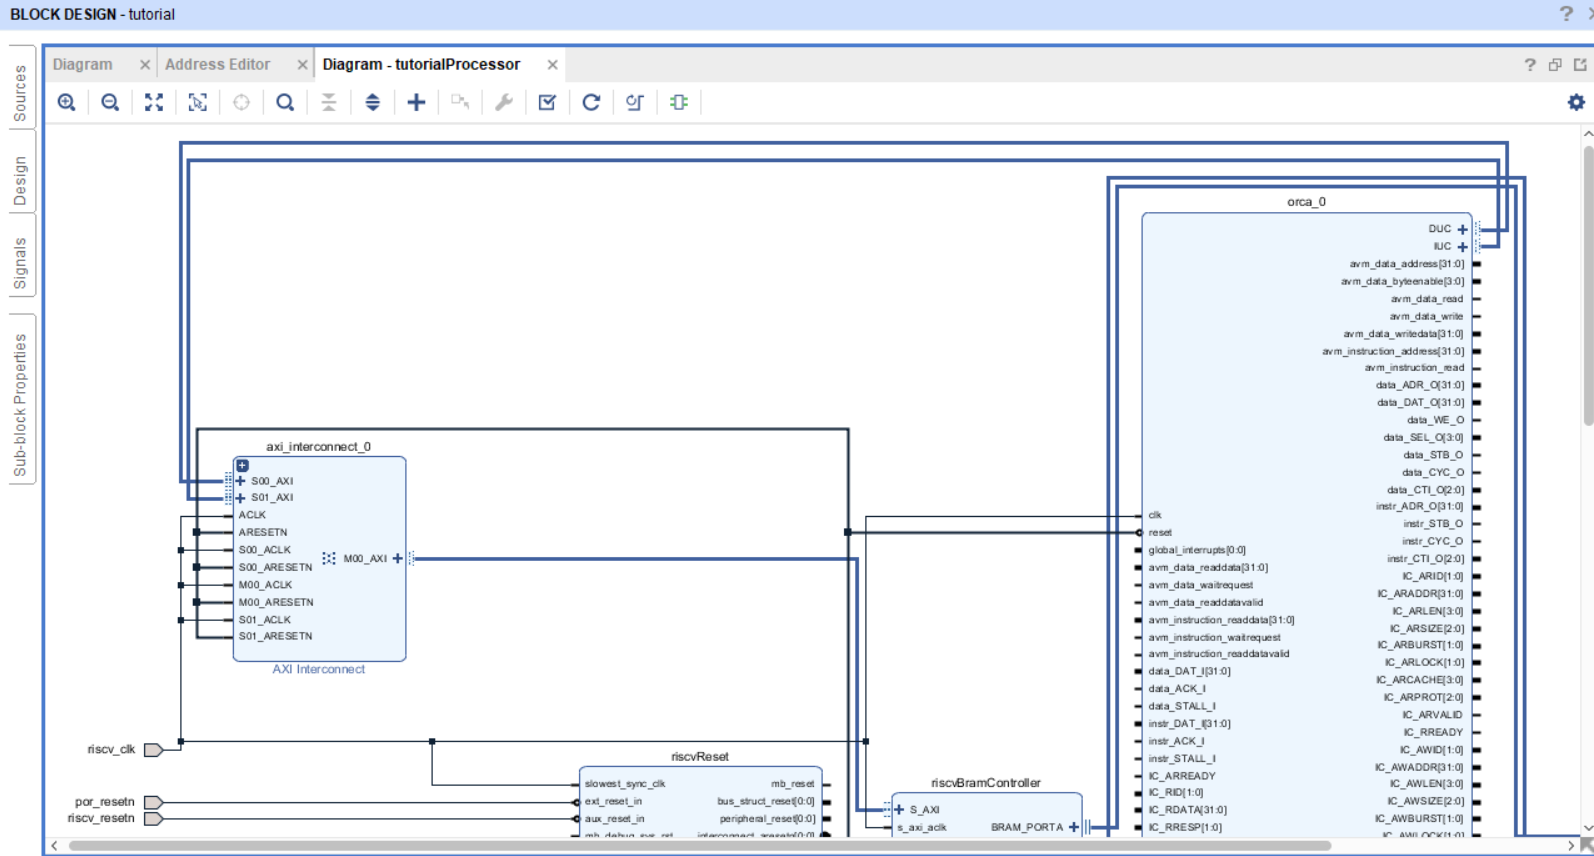 BLOCK DESIGN - tutorial
Sources
Design
Signals
Sub-block Properties
Diagram
Address Editor
Diagram - tutorialProcessor
axi_interconnect_0
S00_AXI
S01_AXI
ACLK
ARESETN
S00_ACLK
S00_ARESETN
M00_ACLK
M00_ARESETN
S01_ACLK
S01_ARESETN
M00_AXI
AXI Interconnect
riscv_clk
por_resetn
riscv_resetn
riscvReset
slowest_sync_clk
ext_reset_in
aux_reset_in
mb_debug_sys_rst
mb_reset
bus_struct_reset[0:0]
peripheral_reset[0:0]
interconnect_aresetn[0:0]
riscvBramController
S_AXI
s_axi_aclk
BRAM_PORTA
orca_0
clk
reset
global_interrupts[0:0]
avm_data_readdata[31:0]
avm_data_waitrequest
avm_data_readdatavalid
avm_instruction_readdata[31:0]
avm_instruction_waitrequest
avm_instruction_readdatavalid
data_DAT_I[31:0]
data_ACK_I
data_STALL_I
instr_DAT_I[31:0]
instr_ACK_I
instr_STALL_I
IC_ARREADY
IC_RID[1:0]
IC_RDATA[31:0]
IC_RRESP[1:0]
DUC
IUC
avm_data_address[31:0]
avm_data_byteenable[3:0]
avm_data_read
avm_data_write
avm_data_writedata[31:0]
avm_instruction_address[31:0]
avm_instruction_read
data_ADR_O[31:0]
data_DAT_O[31:0]
data_WE_O
data_SEL_O[3:0]
data_STB_O
data_CYC_O
data_CTI_O[2:0]
instr_ADR_O[31:0]
instr_STB_O
instr_CYC_O
instr_CTI_O[2:0]
IC_ARID[1:0]
IC_ARADDR[31:0]
IC_ARLEN[3:0]
IC_ARSIZE[2:0]
IC_ARBURST[1:0]
IC_ARLOCK[1:0]
IC_ARCACHE[3:0]
IC_ARPROT[2:0]
IC_ARVALID
IC_RREADY
IC_AWID[1:0]
IC_AWADDR[31:0]
IC_AWLEN[3:0]
IC_AWSIZE[2:0]
IC_AWBURST[1:0]
IC_AWLOCK[1:0]